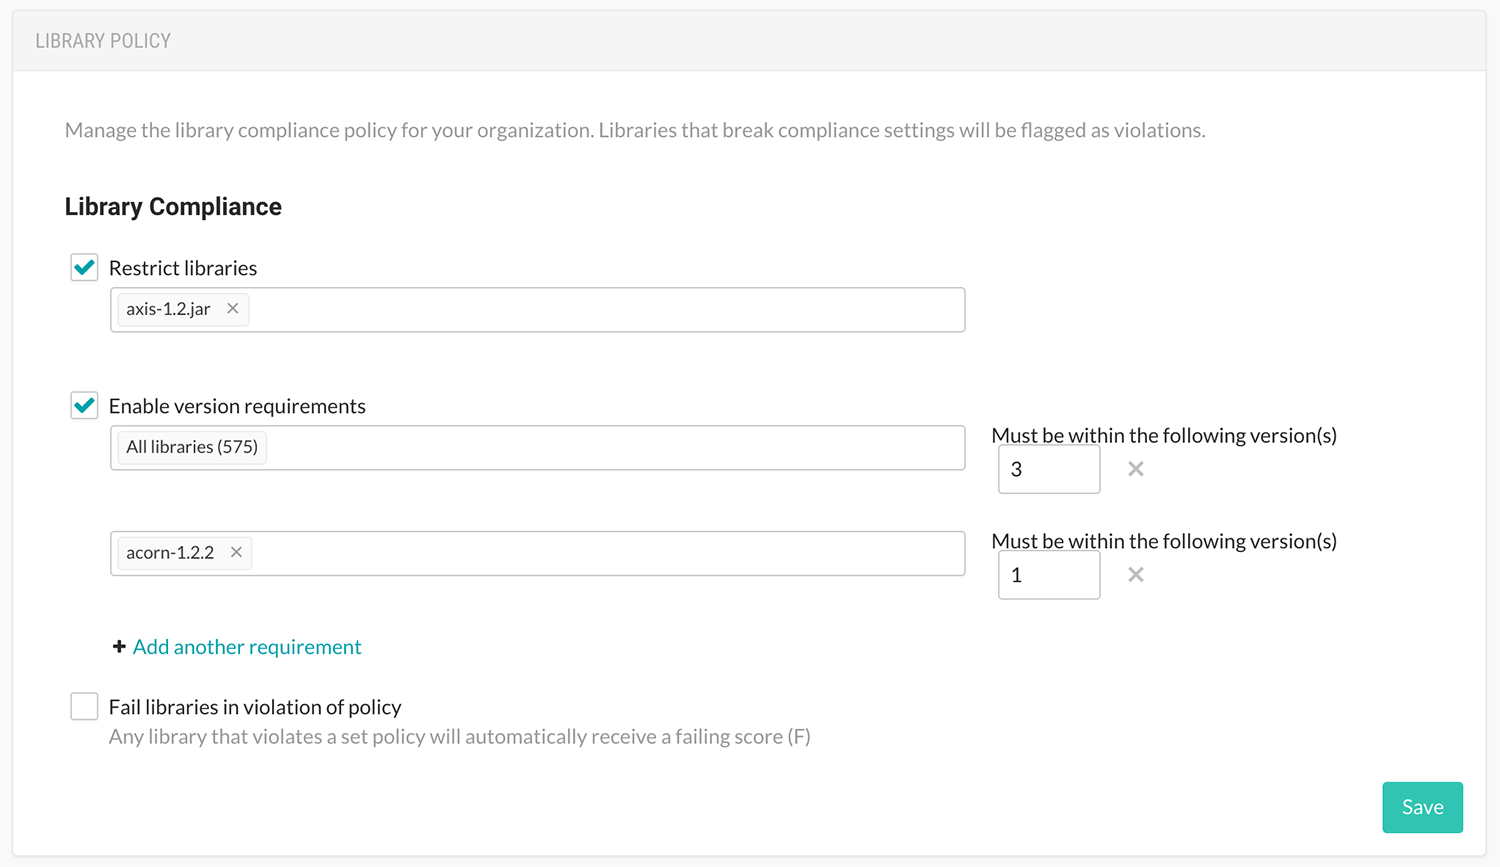 LIBRARY POLICY
Manage the library compliance policy for your organization. Libraries that break compliance settings will be flagged as violations.
Library Compliance
Restrict libraries
axis-1.2.jar ×
Enable version requirements
All libraries (575)
Must be within the following version(s)
3 ×
acorn-1.2.2 ×
Must be within the following version(s)
1 ×
+ Add another requirement
Fail libraries in violation of policy
Any library that violates a set policy will automatically receive a failing score (F)
Save